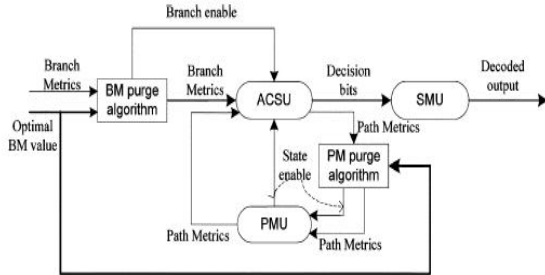 Branch enable
Branch
Metrics
BM purge
algorithm
Branch
Metrics
ACSU
Decision
bits
SMU
Decoded
output
Optimal
BM value
Path Metrics
PM purge
algorithm
State
enable
PMU
Path Metrics
Path Metrics